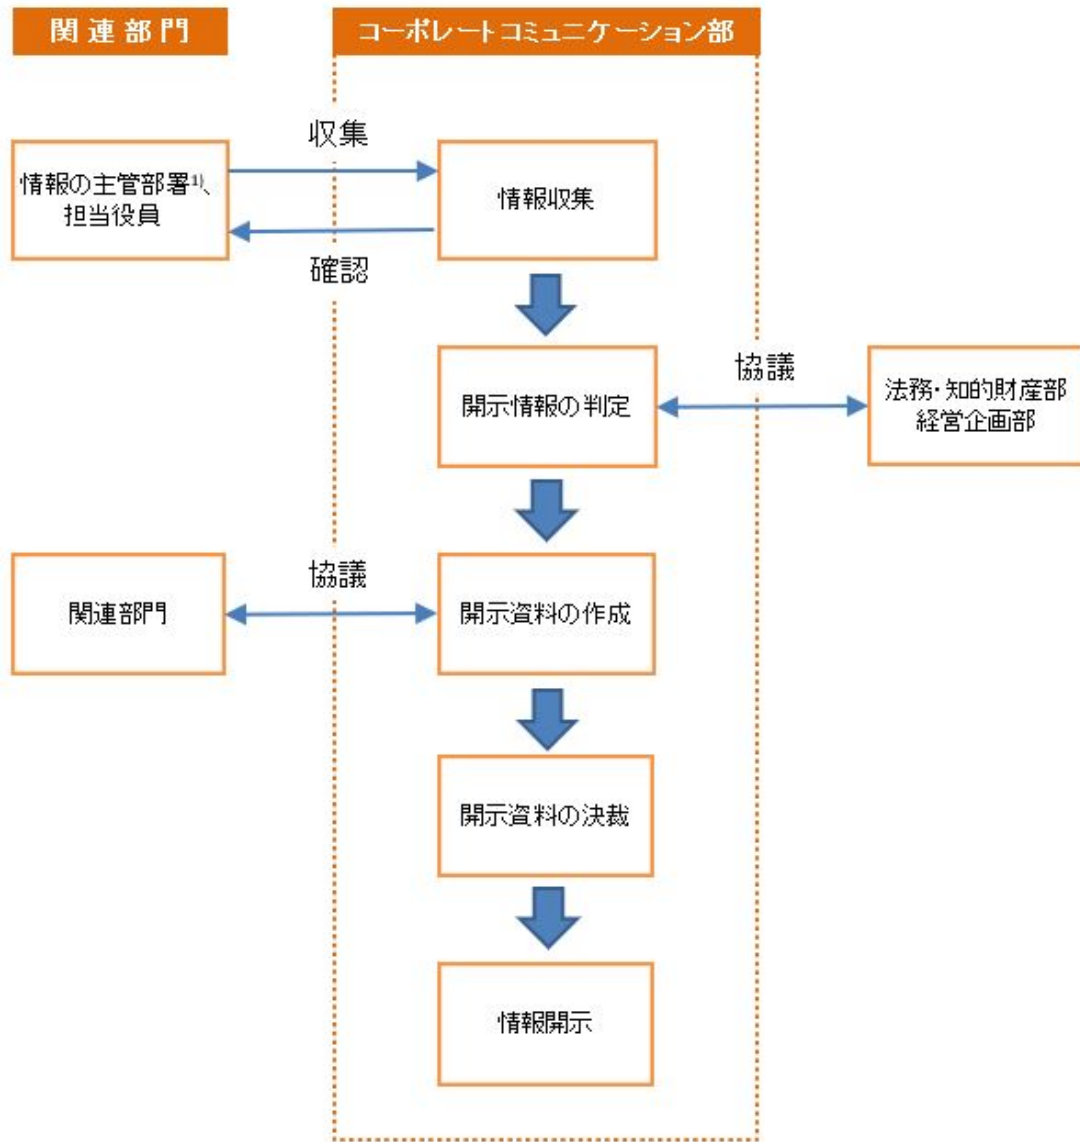 関連部門
コーポレートコミュニケーション部
収集
情報の主管部署¹⁾、
担当役員
情報収集
確認
協議
開示情報の判定
法務・知的財産部
経営企画部
協議
関連部門
開示資料の作成
開示資料の決裁
情報開示